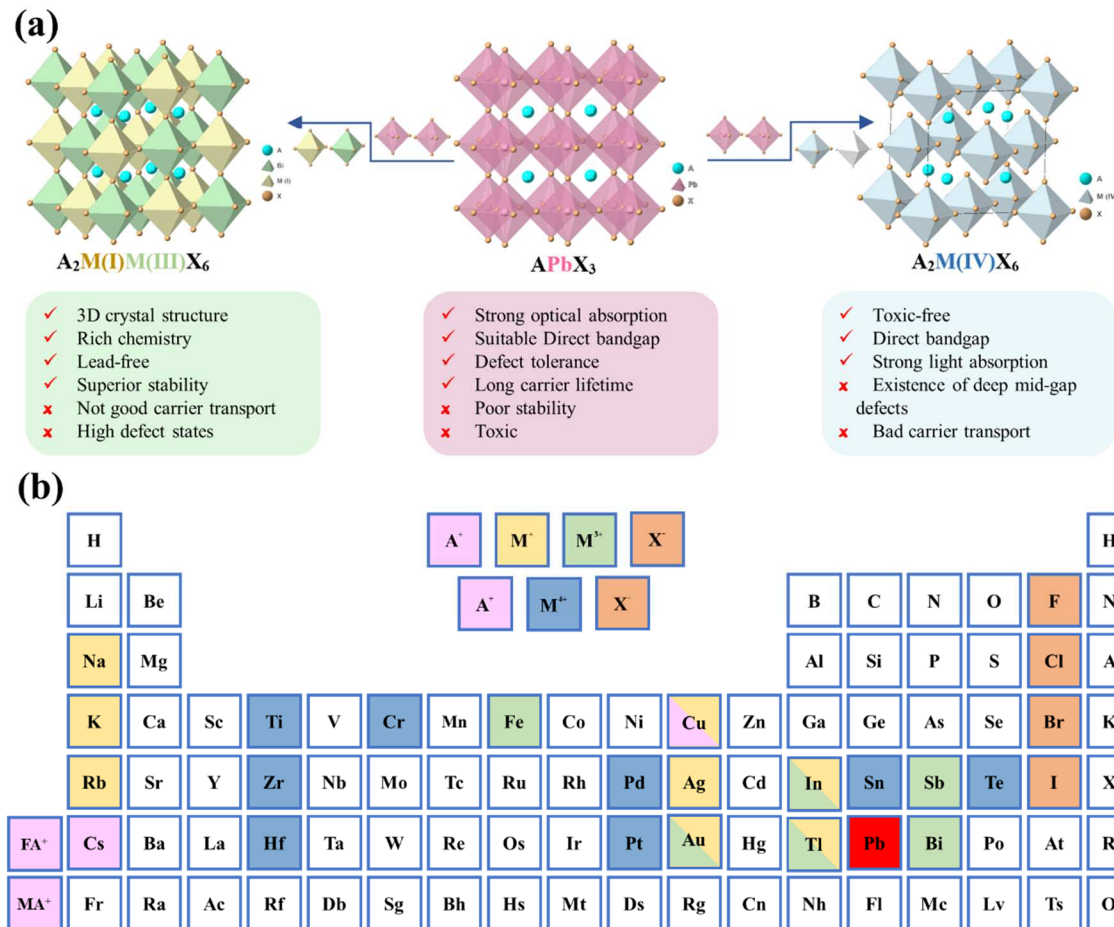 (a)
A
Bi
M (I)
X
A
Pb
X
A
M (IV
X
A₂M(I)M(III)X₆
APbX₃
A₂M(IV)X₆
✓ 3D crystal structure
✓ Rich chemistry
✓ Lead-free
✓ Superior stability
x Not good carrier transport
x High defect states
✓ Strong optical absorption
✓ Suitable Direct bandgap
✓ Defect tolerance
✓ Long carrier lifetime
x Poor stability
x Toxic
✓ Toxic-free
✓ Direct bandgap
✓ Strong light absorption
x Existence of deep mid-gap
defects
x Bad carrier transport
(b)
A⁺ M⁺ M³⁺ X⁻
A⁺ M⁴⁺ X⁻
H H
Li Be B C N O F N
Na Mg Al Si P S Cl A
K Ca Sc Ti V Cr Mn Fe Co Ni Cu Zn Ga Ge As Se Br K
Rb Sr Y Zr Nb Mo Tc Ru Rh Pd Ag Cd In Sn Sb Te I X
FA⁺ Cs Ba La Hf Ta W Re Os Ir Pt Au Hg Tl Pb Bi Po At R
MA⁺ Fr Ra Ac Rf Db Sg Bh Hs Mt Ds Rg Cn Nh Fl Mc Lv Ts O